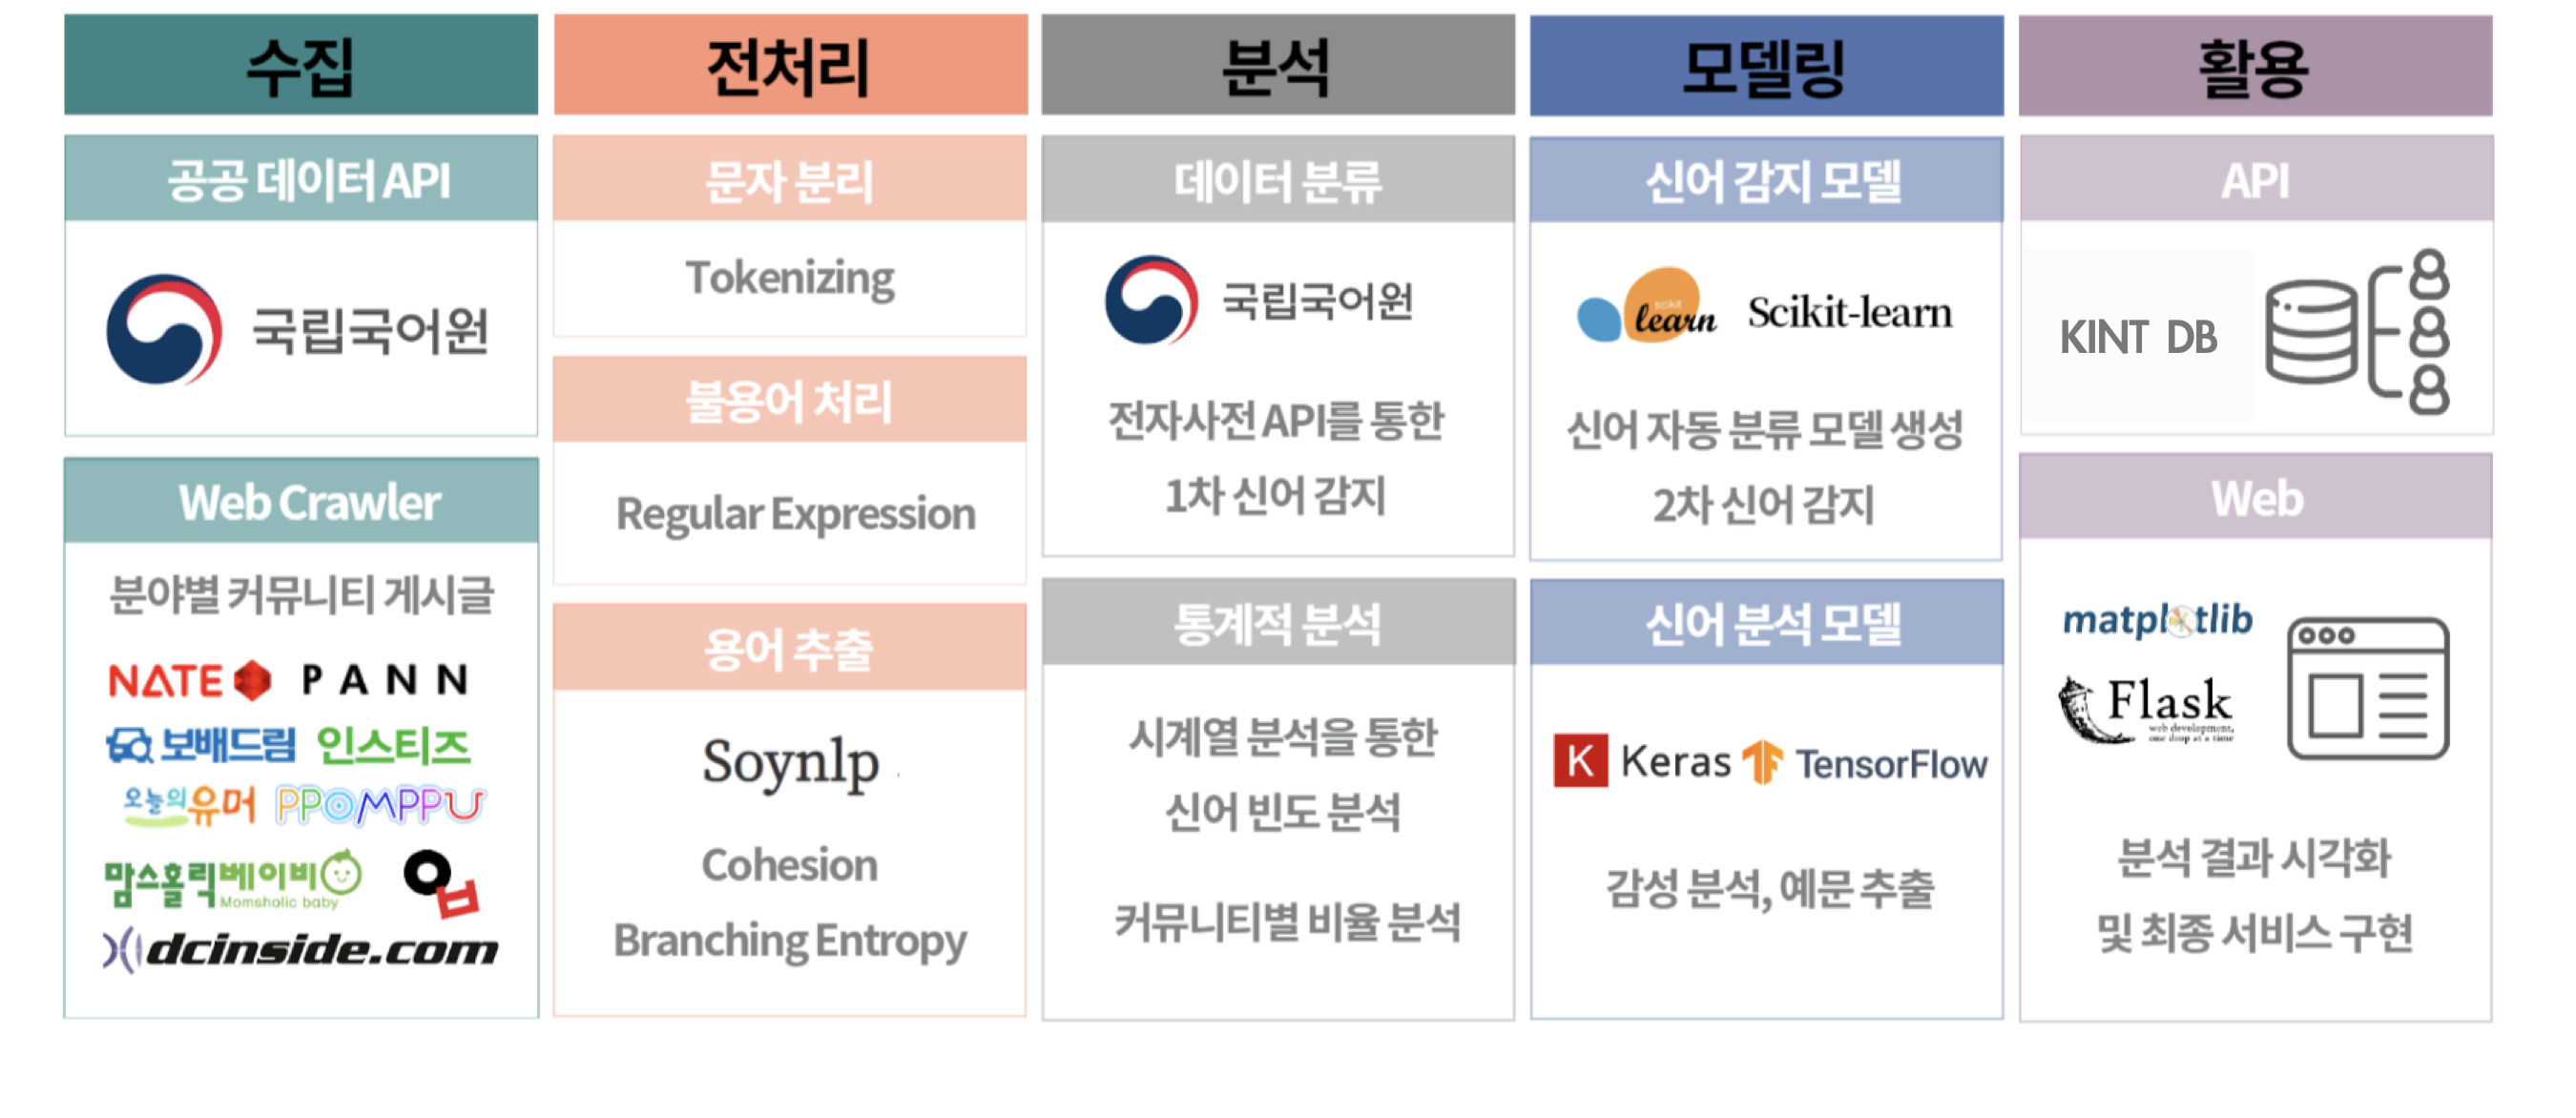 수집
공공 데이터 API
국립국어원
Web Crawler
분야별 커뮤니티 게시글
NATE PANN
보배드림 인스티즈
오늘의유머 PPOMPPU
맘스홀릭베이비
Momsholic baby
dcinside.com
전처리
문자 분리
Tokenizing
불용어 처리
Regular Expression
용어 추출
Soynlp
Cohesion
Branching Entropy
분석
데이터 분류
국립국어원
전자사전 API를 통한
1차 신어 감지
통계적 분석
시계열 분석을 통한
신어 빈도 분석
커뮤니티별 비율 분석
모델링
신어 감지 모델
scikit
learn Scikit-learn
신어 자동 분류 모델 생성
2차 신어 감지
신어 분석 모델
K Keras TensorFlow
감성 분석, 예문 추출
활용
API
KINT DB
Web
matplotlib
Flask
web development,
one drop at a time
분석 결과 시각화
및 최종 서비스 구현